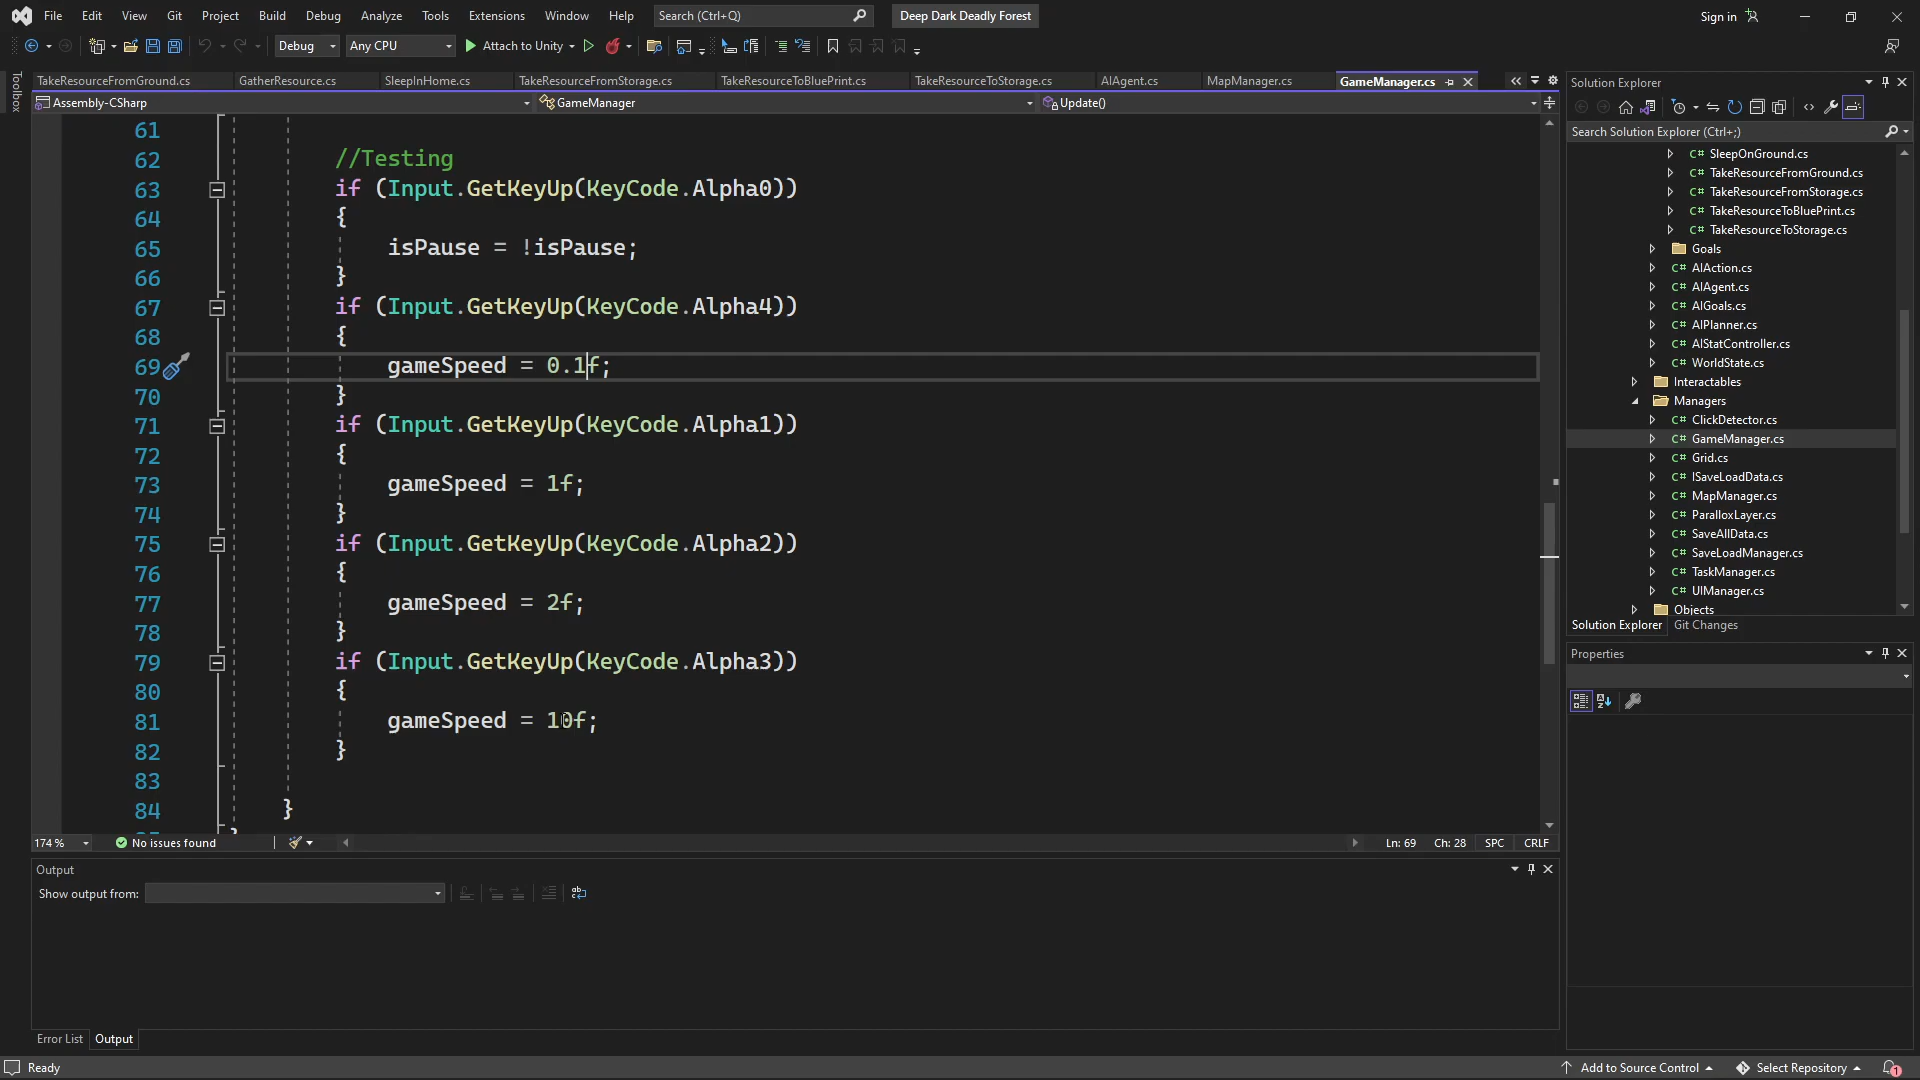 File Edit View Git Project Build Debug Analyze Tools Extensions Window Help Search (Ctrl+Q) Deep Dark Deadly Forest Sign in
Debug Any CPU Attach to Unity
Toolbox
TakeResourceFromGround.cs GatherResource.cs SleepInHome.cs TakeResourceFromStorage.cs TakeResourceToBluePrint.cs TakeResourceToStorage.cs AIAgent.cs MapManager.cs GameManager.cs
Assembly-CSharp GameManager Update()
61
62 //Testing
63 if (Input.GetKeyUp(KeyCode.Alpha0))
64 {
65 isPause = !isPause;
66 }
67 if (Input.GetKeyUp(KeyCode.Alpha4))
68 {
69 gameSpeed = 0.1f;
70 }
71 if (Input.GetKeyUp(KeyCode.Alpha1))
72 {
73 gameSpeed = 1f;
74 }
75 if (Input.GetKeyUp(KeyCode.Alpha2))
76 {
77 gameSpeed = 2f;
78 }
79 if (Input.GetKeyUp(KeyCode.Alpha3))
80 {
81 gameSpeed = 10f;
82 }
83
84 }
174 % No issues found Ln: 69 Ch: 28 SPC CRLF
Output
Show output from:
Error List Output
Solution Explorer
Search Solution Explorer (Ctrl+;)
C# SleepOnGround.cs
C# TakeResourceFromGround.cs
C# TakeResourceFromStorage.cs
C# TakeResourceToBluePrint.cs
C# TakeResourceToStorage.cs
Goals
C# AIAction.cs
C# AIAgent.cs
C# AIGoals.cs
C# AIPlanner.cs
C# AIStatController.cs
C# WorldState.cs
Interactables
Managers
C# ClickDetector.cs
C# GameManager.cs
C# Grid.cs
C# ISaveLoadData.cs
C# MapManager.cs
C# ParalloxLayer.cs
C# SaveAllData.cs
C# SaveLoadManager.cs
C# TaskManager.cs
C# UIManager.cs
Objects
Solution Explorer Git Changes
Properties
Ready Add to Source Control Select Repository 1